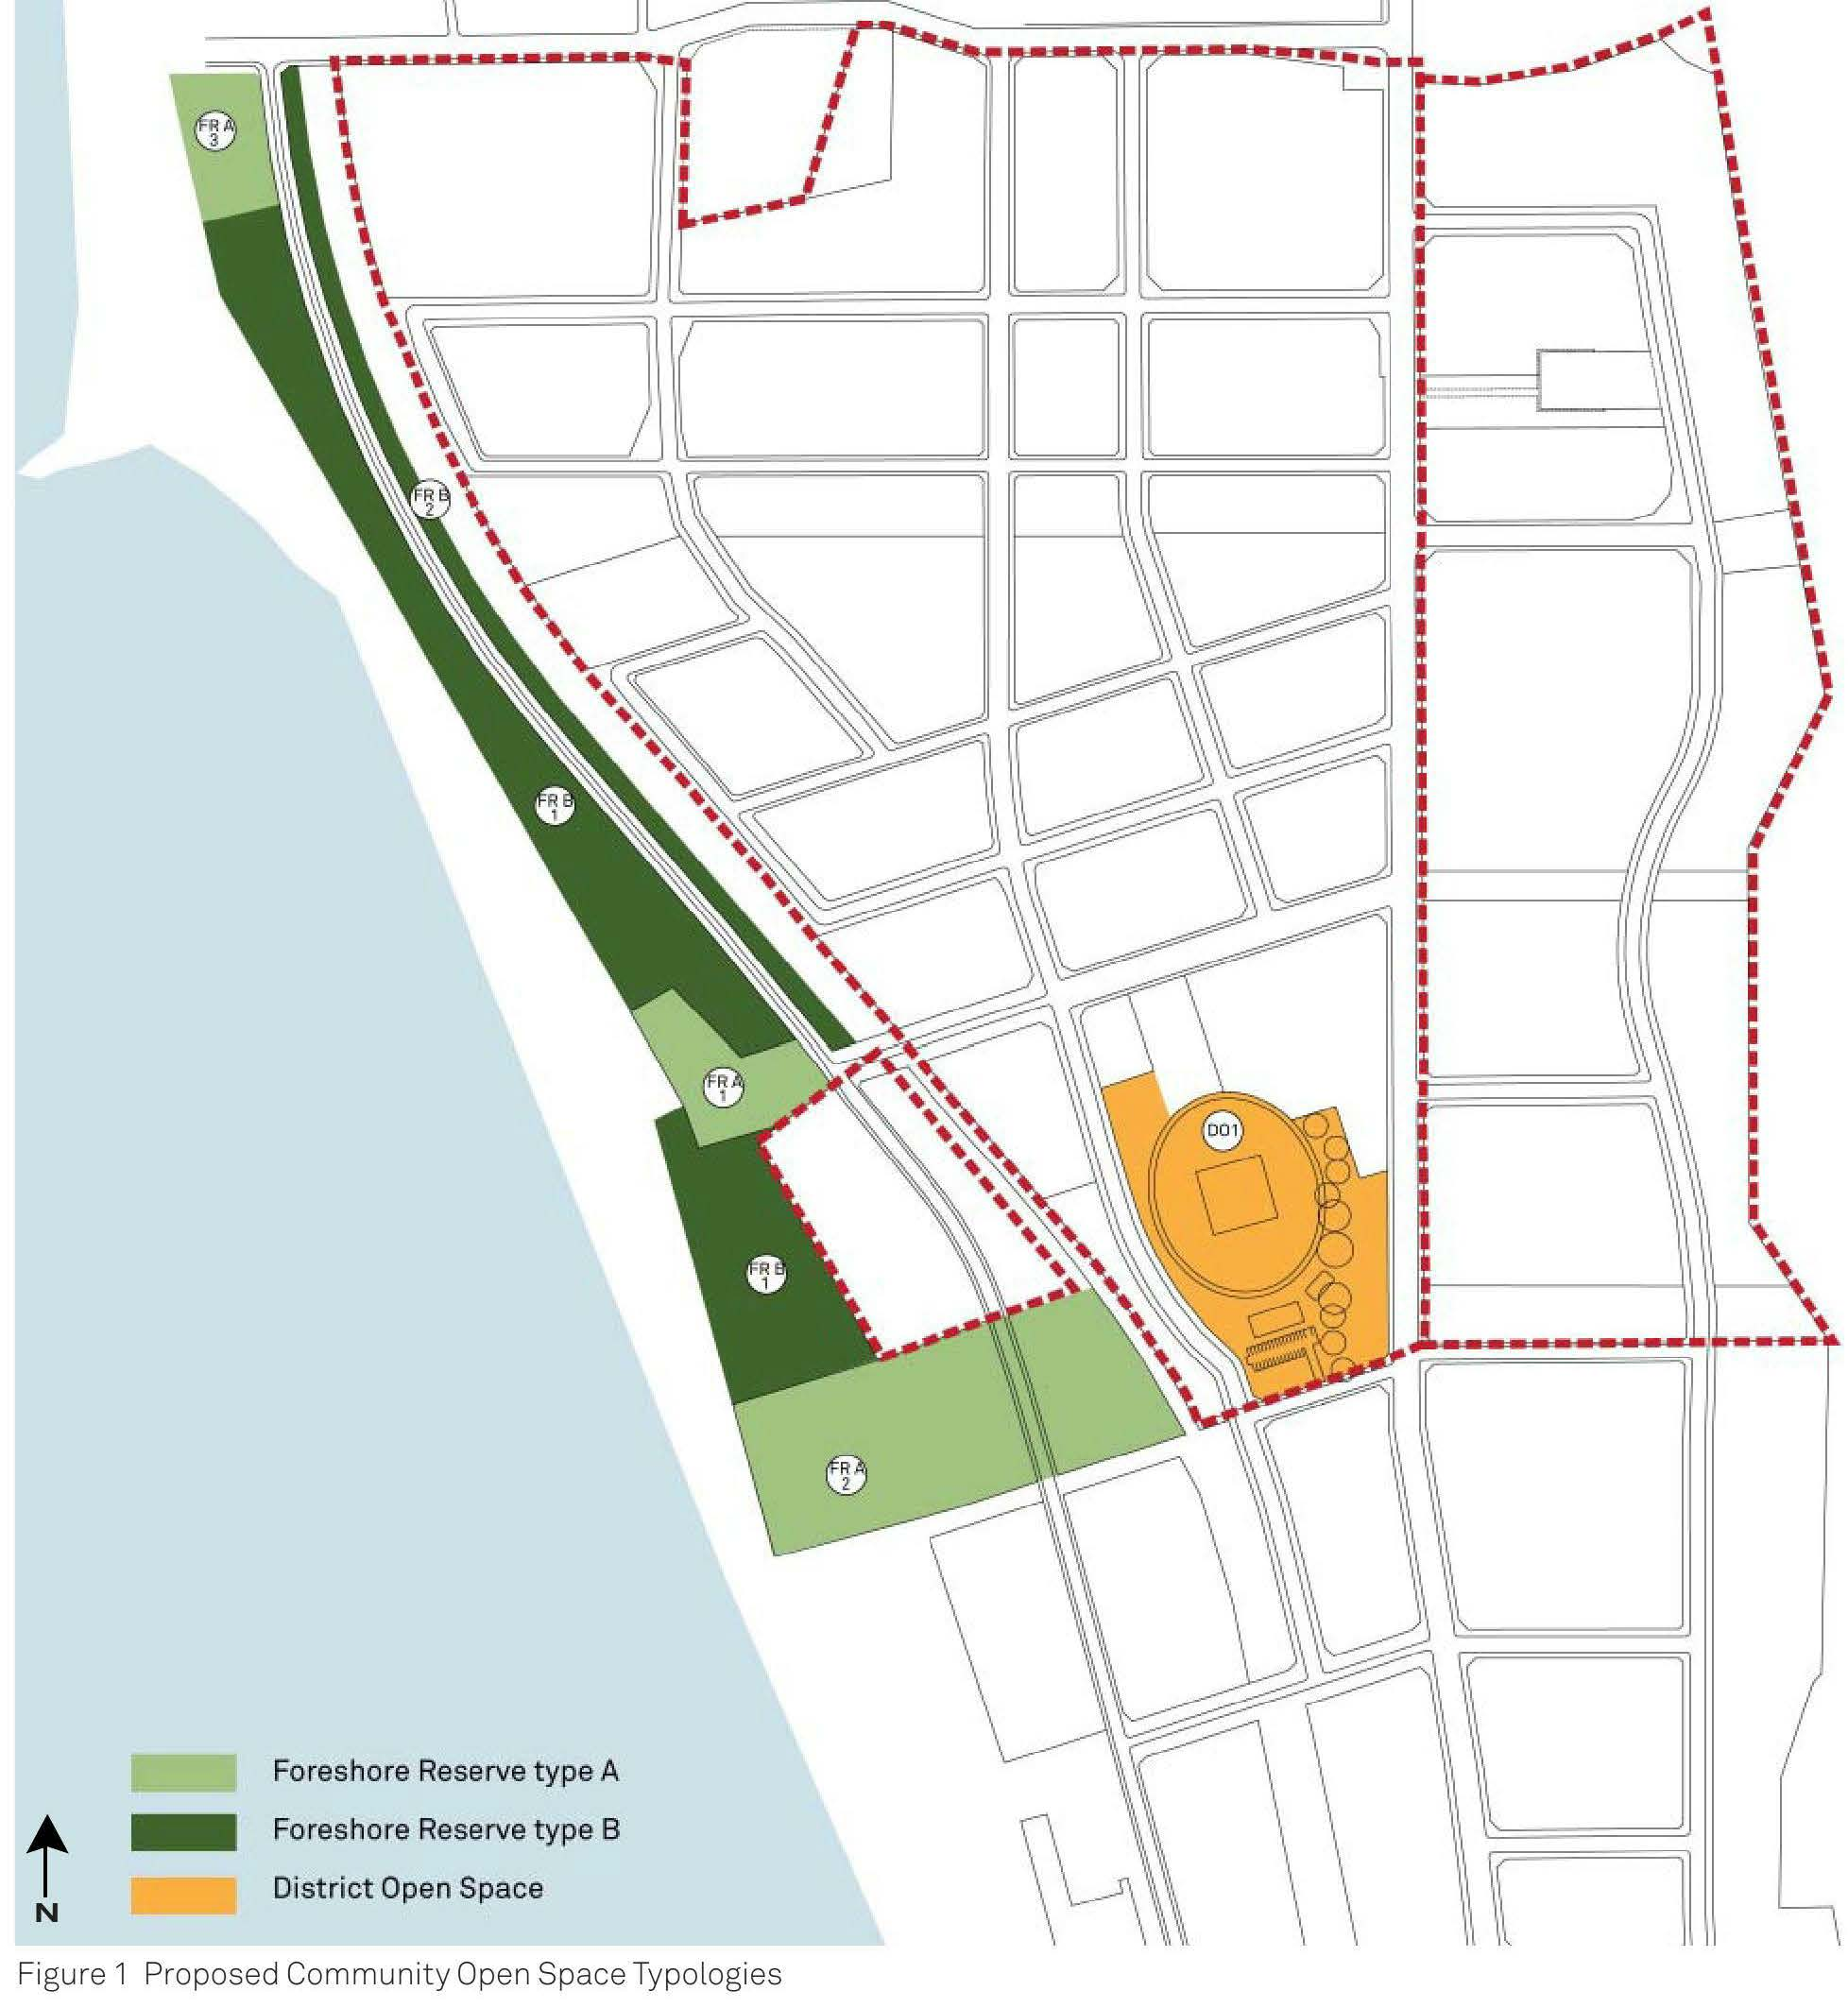 FR A
3
FR B
2
FR B
1
FR A
1
DO1
FR B
1
FR A
2
Foreshore Reserve type A
Foreshore Reserve type B
District Open Space
N
Figure 1 Proposed Community Open Space Typologies